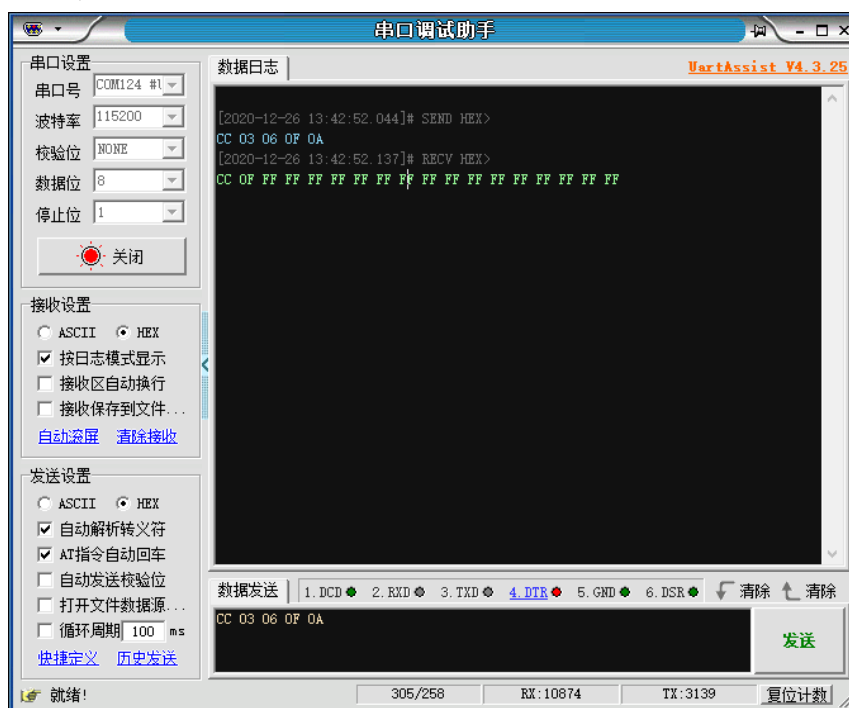 串口调试助手
串口设置
串口号 COM124 #U
波特率 115200
校验位 NONE
数据位 8
停止位 1
关闭
接收设置
ASCII HEX
按日志模式显示
接收区自动换行
接收保存到文件...
自动滚屏 清除接收
发送设置
ASCII HEX
自动解析转义符
AT指令自动回车
自动发送校验位
打开文件数据源...
循环周期 100 ms
快捷定义 历史发送
数据日志 UartAssist V4.3.25
[2020-12-26 13:42:52.044]# SEND HEX>
CC 03 06 0F 0A
[2020-12-26 13:42:52.137]# RECV HEX>
CC 0F FF FF FF FF FF FF FF FF FF FF FF FF FF FF FF FF
数据发送 1.DCD 2.RXD 3.TXD 4.DTR 5.GND 6.DSR 清除 清除
CC 03 06 0F 0A
发送
就绪! 305/258 RX:10874 TX:3139 复位计数